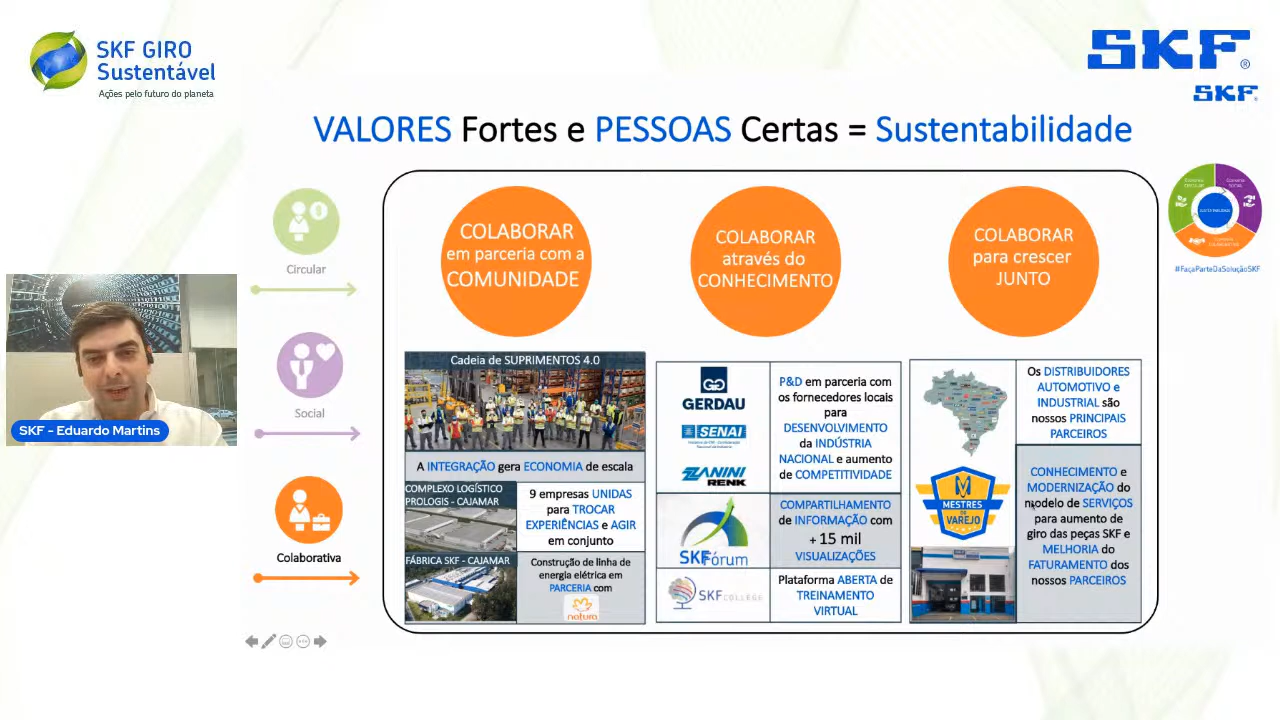 SKF GIRO
Sustentável
Ações pelo futuro do planeta
SKF®
SKF®
VALORES Fortes e PESSOAS Certas = Sustentabilidade
Circular
Social
Colaborativa
SKF - Eduardo Martins
COLABORAR
em parceria com a
COMUNIDADE
Cadeia de SUPRIMENTOS 4.0
A INTEGRAÇÃO gera ECONOMIA de escala
COMPLEXO LOGÍSTICO
PROLOGIS - CAJAMAR
9 empresas UNIDAS
para TROCAR
EXPERIÊNCIAS e AGIR
em conjunto
FÁBRICA SKF - CAJAMAR
Construção de linha de
energia elétrica em
PARCERIA com
natura
COLABORAR
através do
CONHECIMENTO
GERDAU
SENAI
ZANINI
RENK
P&D em parceria com
os fornecedores locais
para
DESENVOLVIMENTO
da INDÚSTRIA
NACIONAL e aumento
de COMPETITIVIDADE
SKFórum
COMPARTILHAMENTO
de INFORMAÇÃO com
+ 15 mil
VISUALIZAÇÕES
SKF COLLEGE
Plataforma ABERTA de
TREINAMENTO
VIRTUAL
COLABORAR
para crescer
JUNTO
Os DISTRIBUIDORES
AUTOMOTIVO e
INDUSTRIAL são
nossos PRINCIPAIS
PARCEIROS
MESTRES
DO
VAREJO
CONHECIMENTO e
MODERNIZAÇÃO do
modelo de SERVIÇOS
para aumento de
giro das peças SKF e
MELHORIA do
FATURAMENTO dos
nossos PARCEIROS
#FaçaParteDaSoluçãoSKF